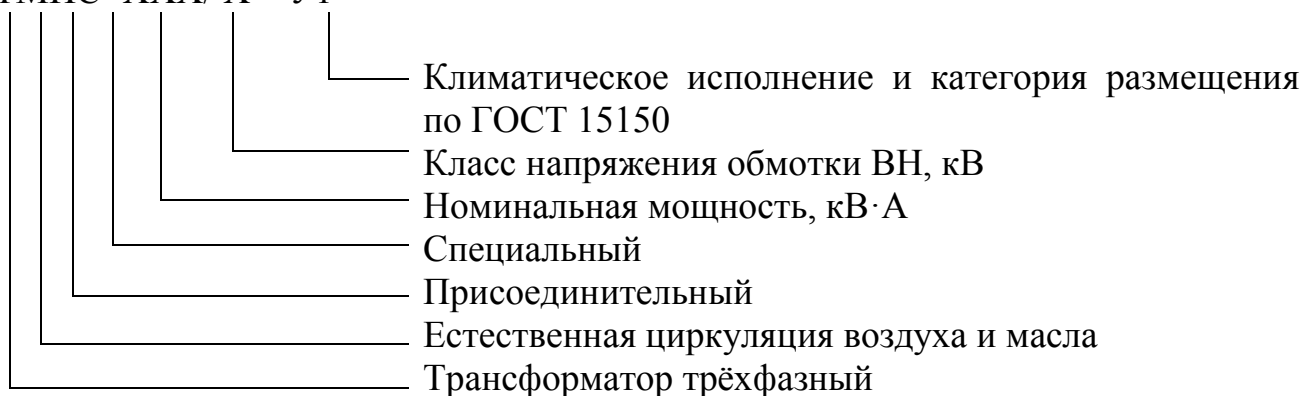 Климатическое исполнение и категория размещения
по ГОСТ 15150
Класс напряжения обмотки ВН, кВ
Номинальная мощность, кВ·А
Специальный
Присоединительный
Естественная циркуляция воздуха и масла
Трансформатор трёхфазный